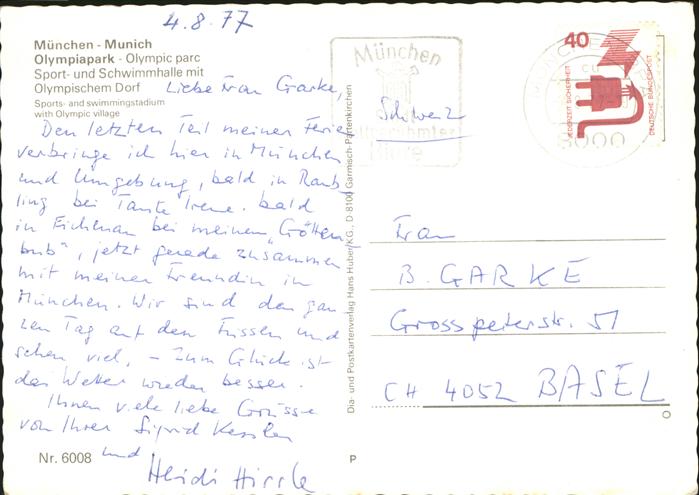 4.8.77
München - Munich
Olympiapark - Olympic parc
Sport- und Schwimmhalle mit
Olympischem Dorf
Sports- and swimmingstadium
with Olympic village
Liebe Frau Garke,
Den letzten Teil meiner Ferien
verbringe ich hier in München
und Umgebung, bald in Raub-
ling bei Tante Irene. bald
in bei meinem „Götten
bub", jetzt gerade zusammen
mit meiner Freundin in
München. Wir sind den gan-
zen Tag auf den Füssen und
sehen viel, – zum Glück ist
das Wetter wieder besser.
Ihnen viele liebe Grüsse
von Ihrer Sigrid Kessler
und
Heidi
Nr. 6008
Dia- und Postkartenverlag Hans Huber/KG., D 8100 Garmisch-Partenkirchen
P
München
40
JEDERZEIT SICHERHEIT
DEUTSCHE BUNDESPOST
8000
Schweiz
Frau
B. GARKE
Grosspeterstr. 51
CH 4052 BASEL